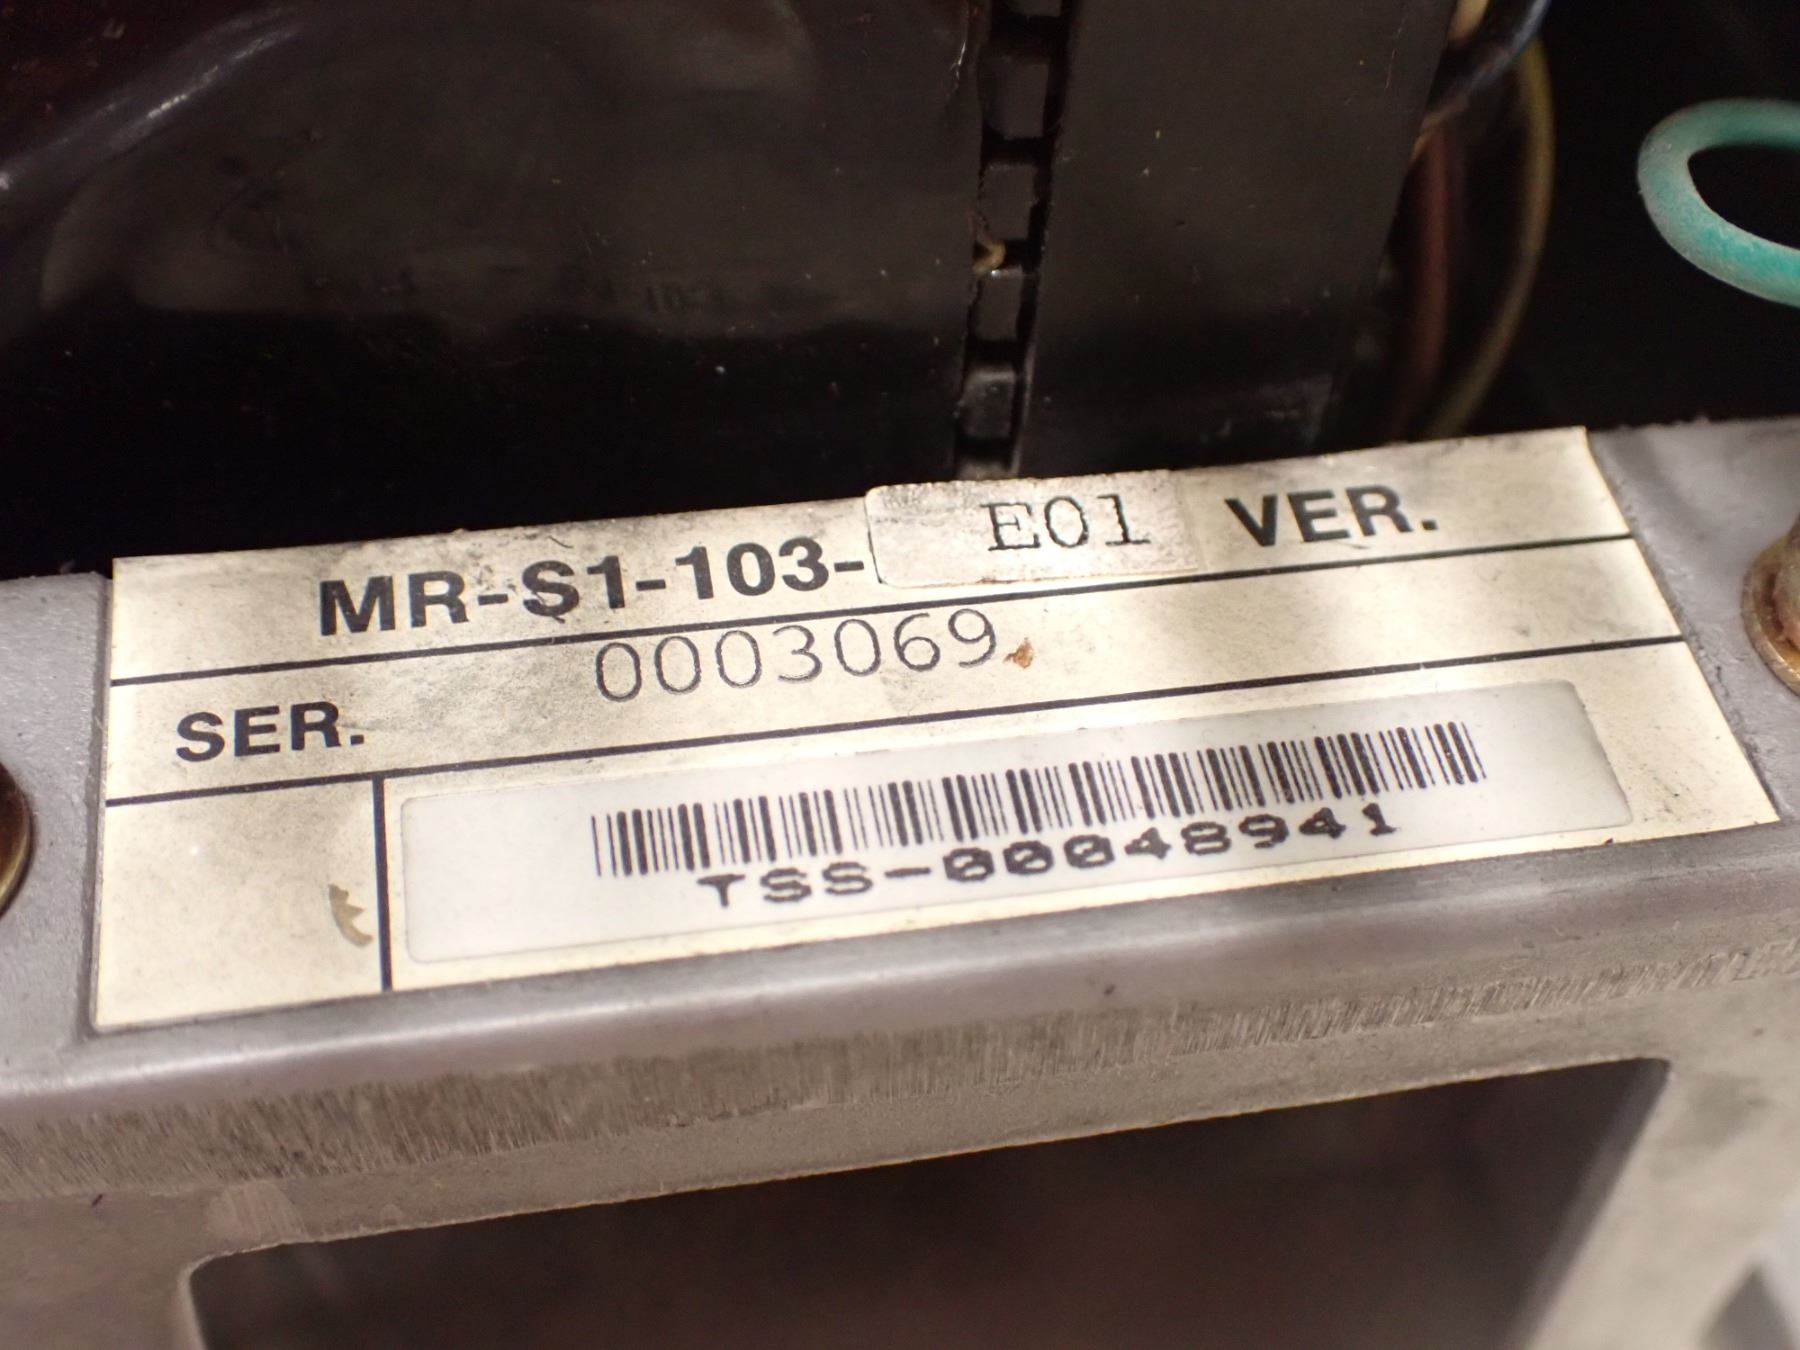 MR-S1-103-E01 VER.
SER. 0003069
TSS-00048941